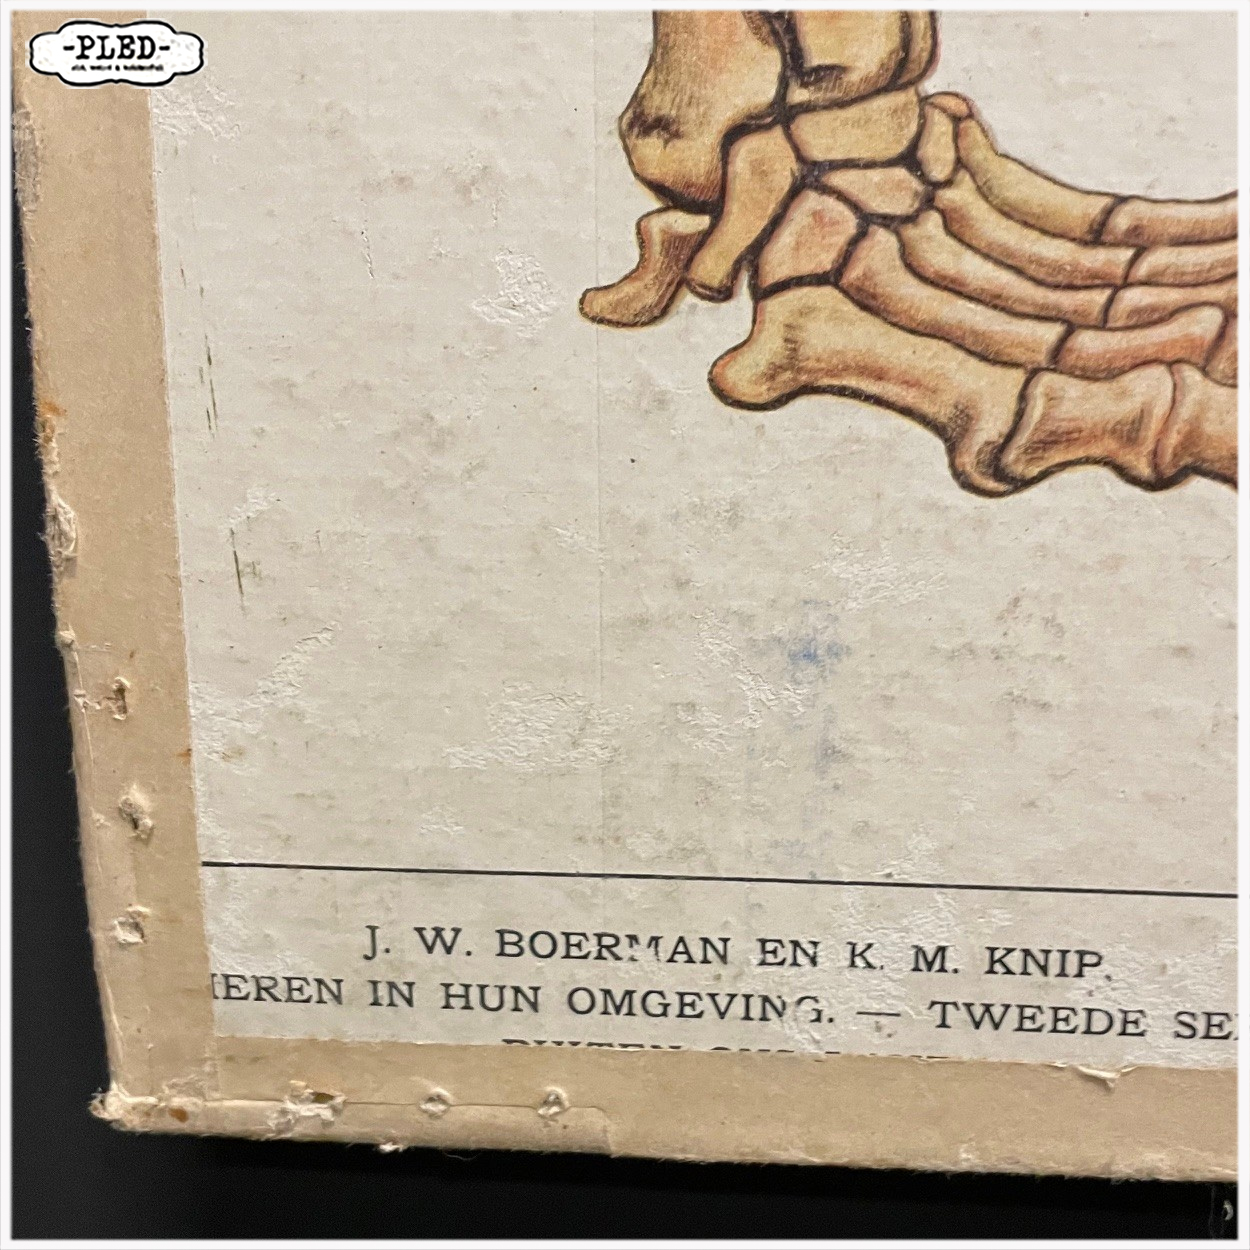 -PLED-
J. W. BOERMAN EN K. M. KNIP.
IEREN IN HUN OMGEVING. — TWEEDE SE